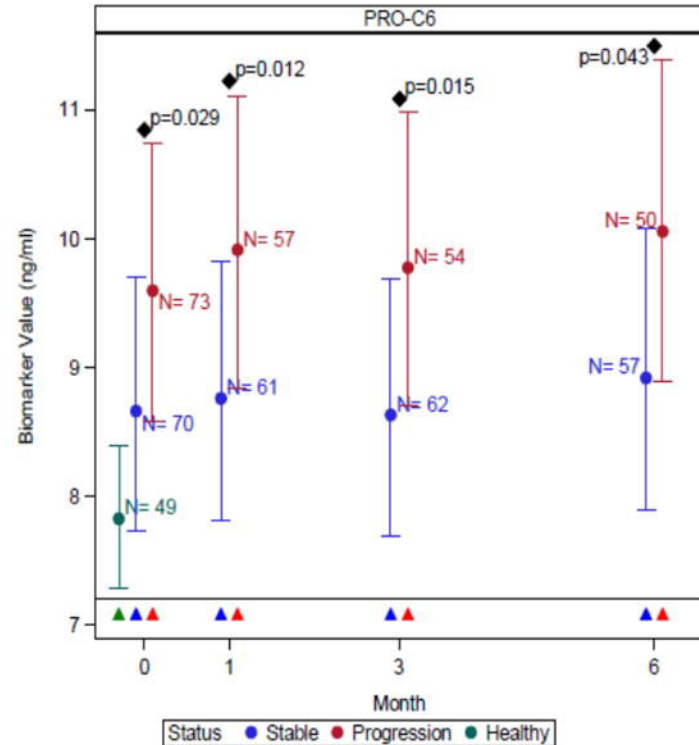 PRO-C6
p=0.029
p=0.012
p=0.015
p=0.043
11
10
9
8
7
Biomarker Value (ng/ml)
N= 49
N= 70
N= 73
N= 61
N= 57
N= 62
N= 54
N= 57
N= 50
0 1 3 6
Month
Status Stable Progression Healthy